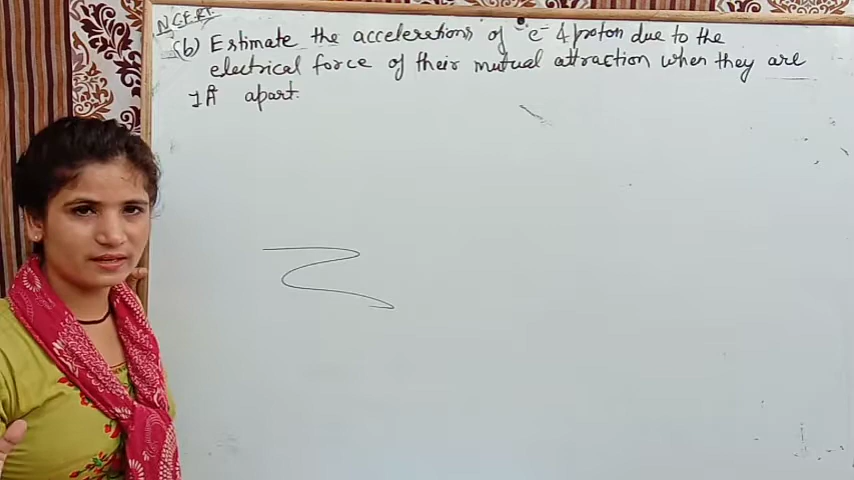 NCERT
(b) Estimate the accelerations of e⁻ & proton due to the
electrical force of their mutual attraction when they are
1Å apart.